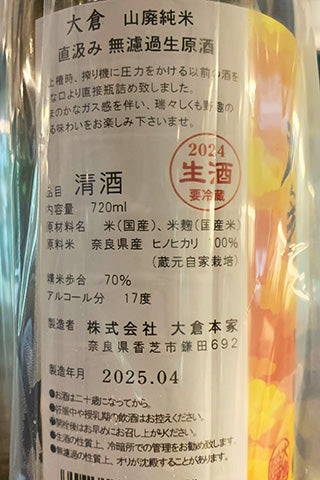 大倉 山廃純米
直汲み 無濾過生原酒
上槽時、搾り機に圧力をかける以前の酒を
な口より直接瓶詰め致しました。
まのかなガス感を伴い、瑞々しくも野趣の
る味わいをお楽しみ下さいませ。
2024
生酒
要冷蔵
品目 清酒
内容量 720ml
原材料名 米(国産)、米麹(国産米)
原料米 奈良県産 ヒノヒカリ 100%
(蔵元自家栽培)
精米歩合 70%
アルコール分 17度
製造者 株式会社 大倉本家
奈良県香芝市鎌田692
製造年月 2025.04
●お酒は二十歳になってから。
●妊娠中や授乳期の飲酒はお控えください。
●開栓後はお早めにお召し上がりください。
●生酒の性質上、冷暗所での管理をお勧め致します。
●無濾過の性質上、オリが沈殿することがあります。